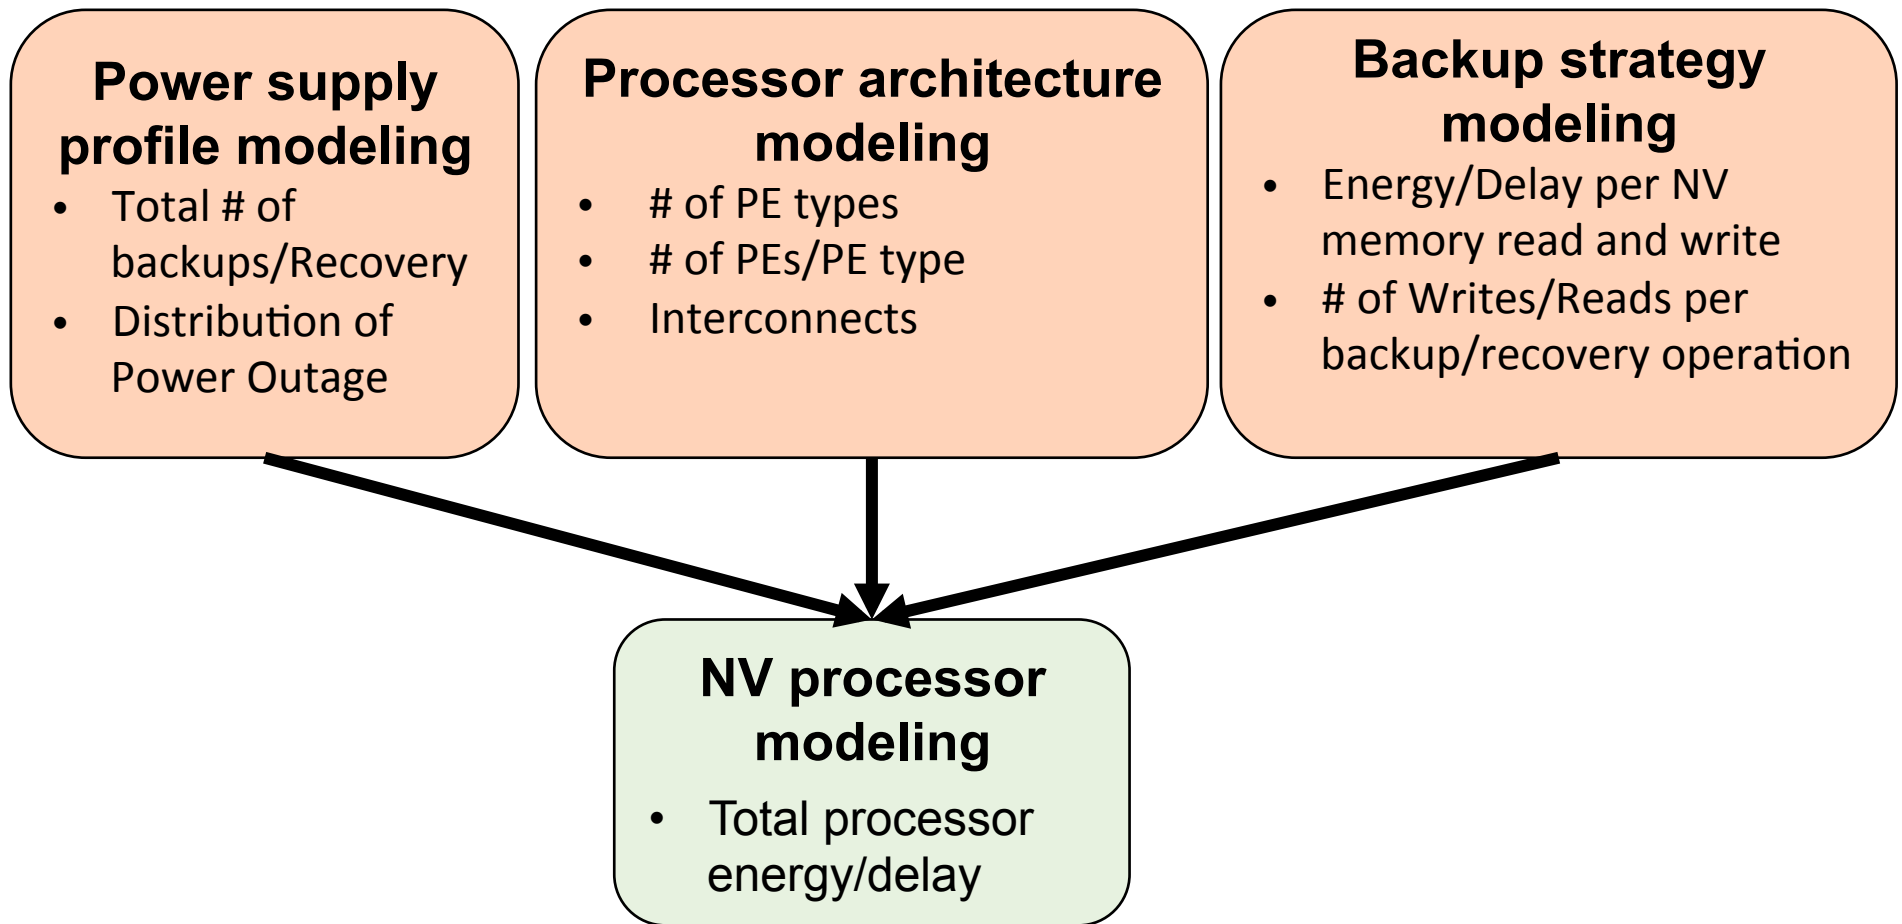 Power supply
profile modeling
• Total # of
backups/Recovery
• Distribution of
Power Outage
Processor architecture
modeling
• # of PE types
• # of PEs/PE type
• Interconnects
Backup strategy
modeling
• Energy/Delay per NV
memory read and write
• # of Writes/Reads per
backup/recovery operation
NV processor
modeling
• Total processor
energy/delay